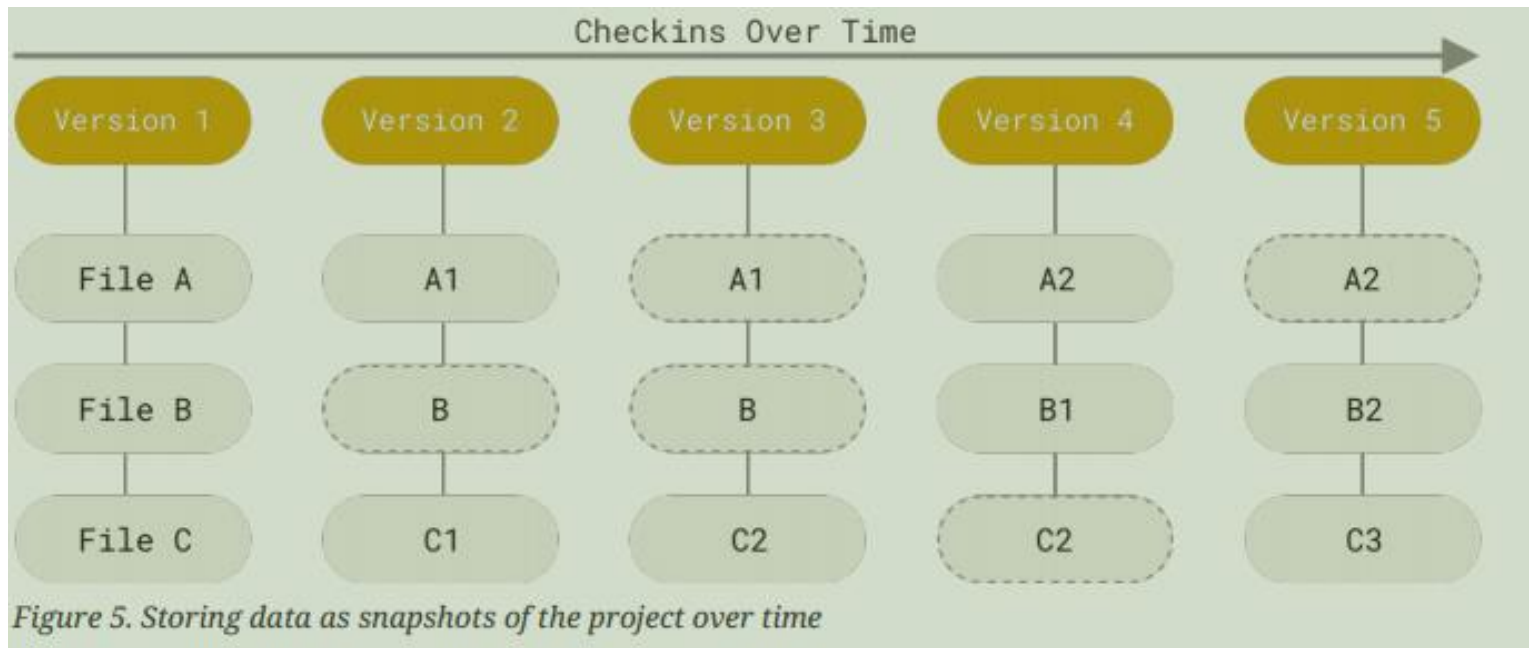 Checkins Over Time
Version 1 Version 2 Version 3 Version 4 Version 5
File A A1 A1 A2 A2
File B B B B1 B2
File C C1 C2 C2 C3
Figure 5. Storing data as snapshots of the project over time